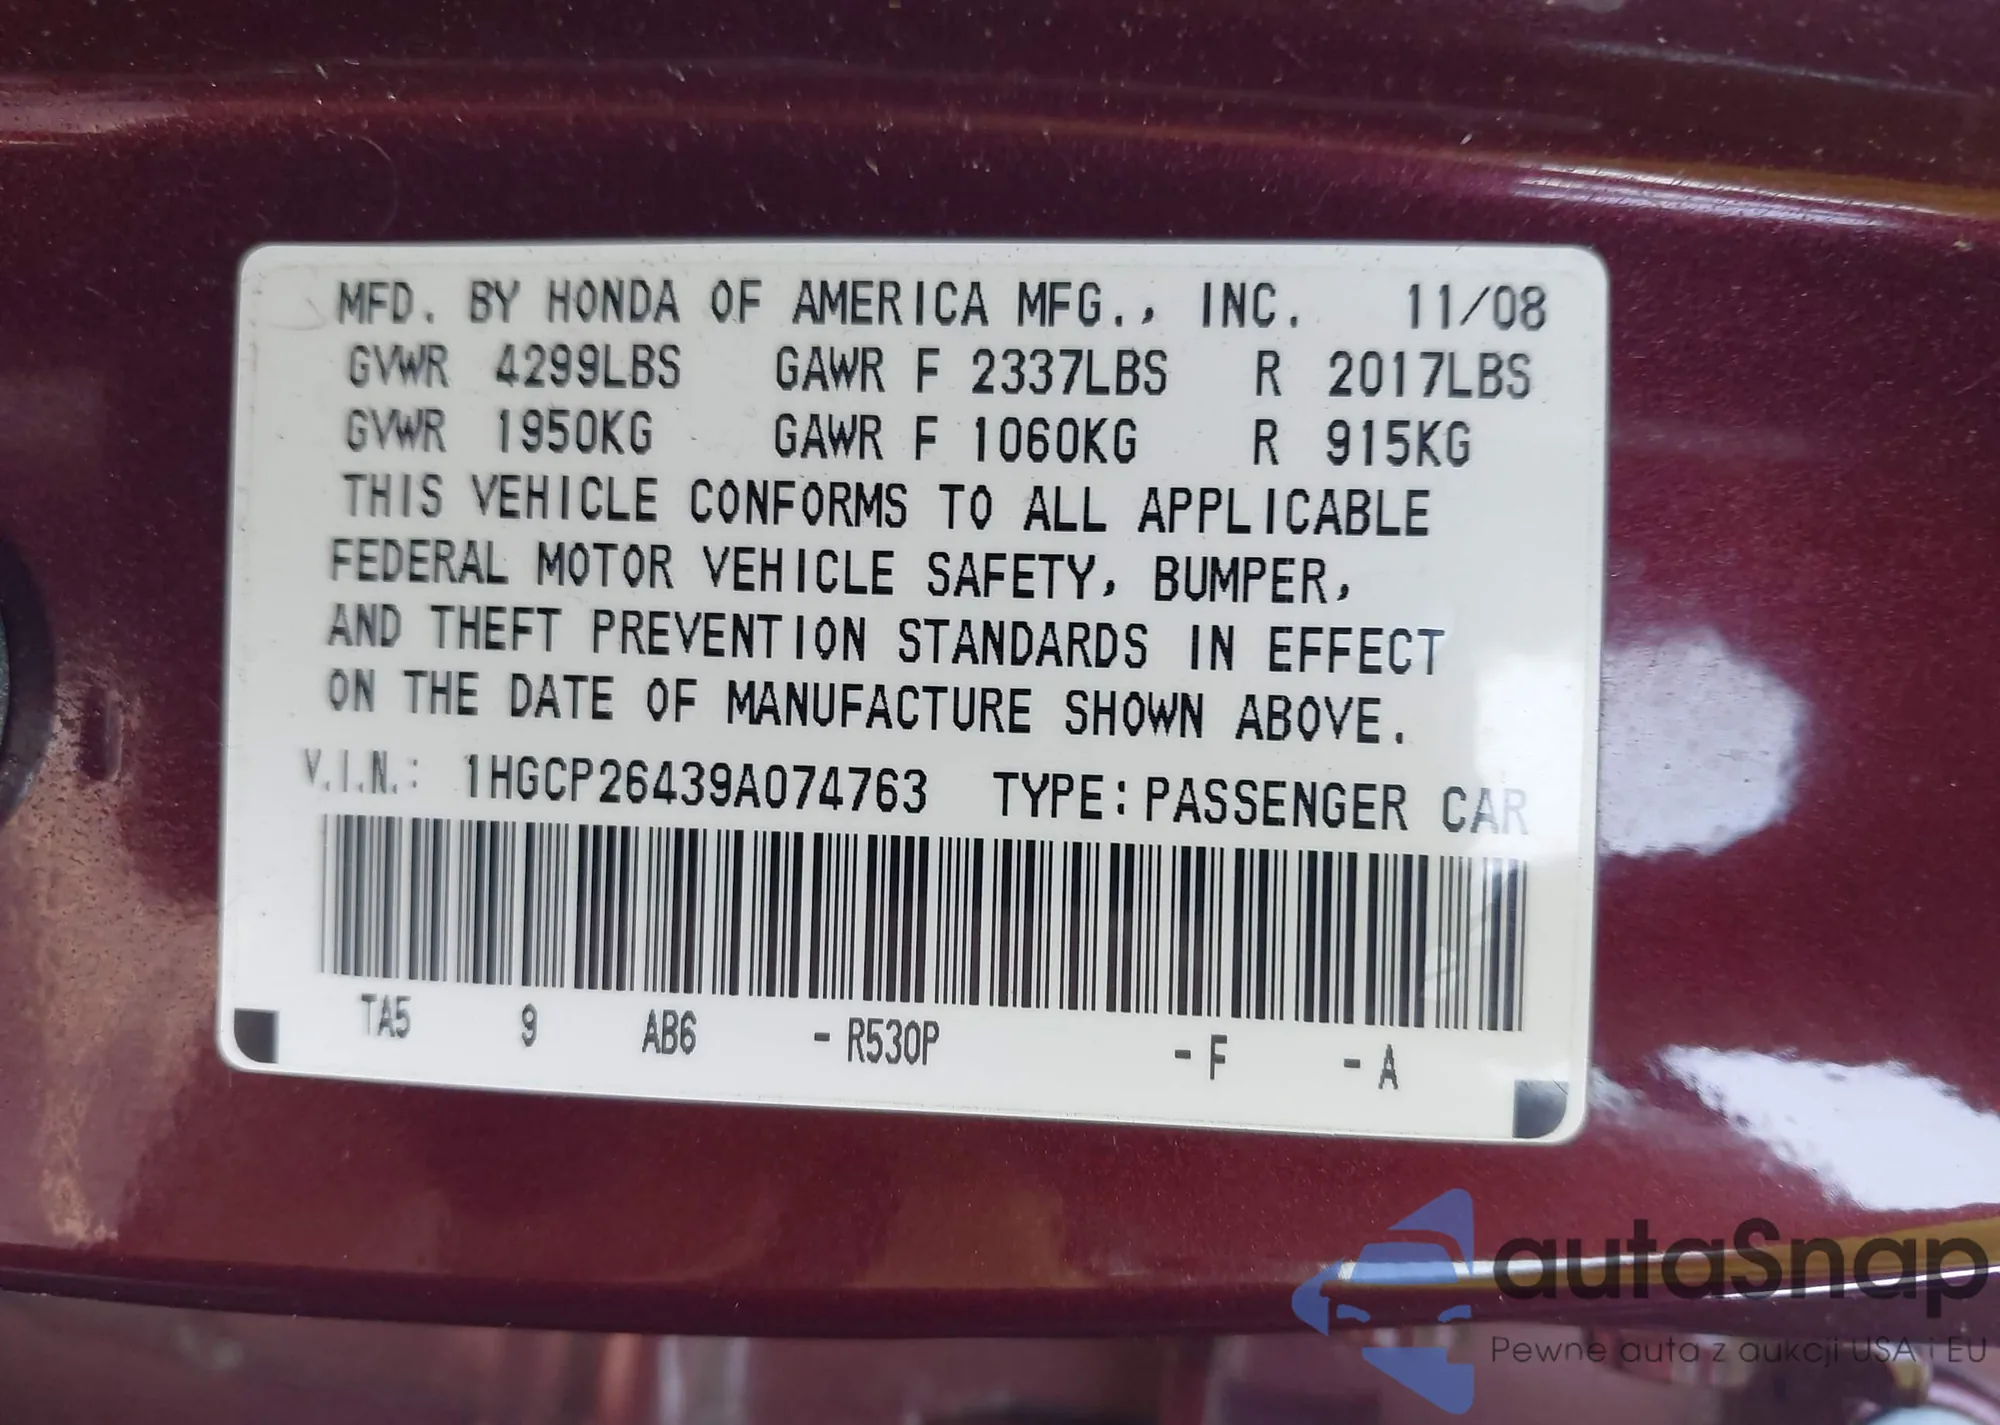 MFD. BY HONDA OF AMERICA MFG., INC. 11/08
GVWR 4299LBS GAWR F 2337LBS R 2017LBS
GVWR 1950KG GAWR F 1060KG R 915KG
THIS VEHICLE CONFORMS TO ALL APPLICABLE
FEDERAL MOTOR VEHICLE SAFETY, BUMPER,
AND THEFT PREVENTION STANDARDS IN EFFECT
ON THE DATE OF MANUFACTURE SHOWN ABOVE.
V.I.N.: 1HGCP26439A074763 TYPE:PASSENGER CAR
TA5 9 AB6 -R530P -F -A
autaSnap
Pewne auta z aukcji USA i EU